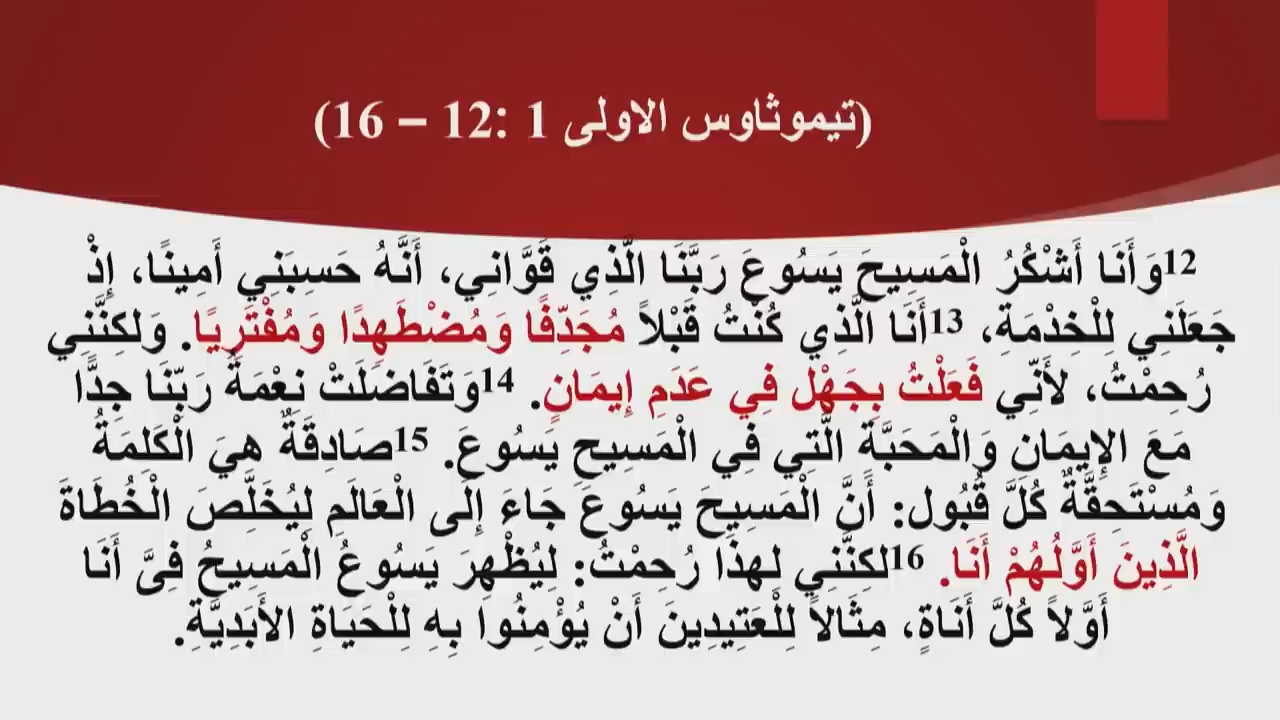 (تيموثاوس الاولى 1 :12 – 16)
12وَأَنَا أَشْكُرُ الْمَسِيحَ يَسُوعَ رَبَّنَا الَّذِي قَوَّانِي، أَنَّهُ حَسِبَنِي أَمِينًا، إِذْ
جَعَلَنِي لِلْخِدْمَةِ، 13أَنَا الَّذِي كُنْتُ قَبْلاً مُجَدِّفًا وَمُضْطَهِدًا وَمُفْتَرِيًا. وَلكِنَّنِي
رُحِمْتُ، لأَنِّي فَعَلْتُ بِجَهْل فِي عَدَمِ إِيمَانٍ. 14وَتَفَاضَلَتْ نِعْمَةُ رَبِّنَا جِدًّا
مَعَ الإِيمَانِ وَالْمَحَبَّةِ الَّتِي فِي الْمَسِيحِ يَسُوعَ. 15صَادِقَةٌ هِيَ الْكَلِمَةُ
وَمُسْتَحِقَّةٌ كُلَّ قُبُول: أَنَّ الْمَسِيحَ يَسُوعَ جَاءَ إِلَى الْعَالَمِ لِيُخَلِّصَ الْخُطَاةَ
الَّذِينَ أَوَّلُهُمْ أَنَا. 16لكِنَّنِي لِهذَا رُحِمْتُ: لِيُظْهِرَ يَسُوعُ الْمَسِيحُ فِىَّ أَنَا
أَوَّلاً كُلَّ أَنَاةٍ، مِثَالاً لِلْعَتِيدِينَ أَنْ يُؤْمِنُوا بِهِ لِلْحَيَاةِ الأَبَدِيَّةِ.